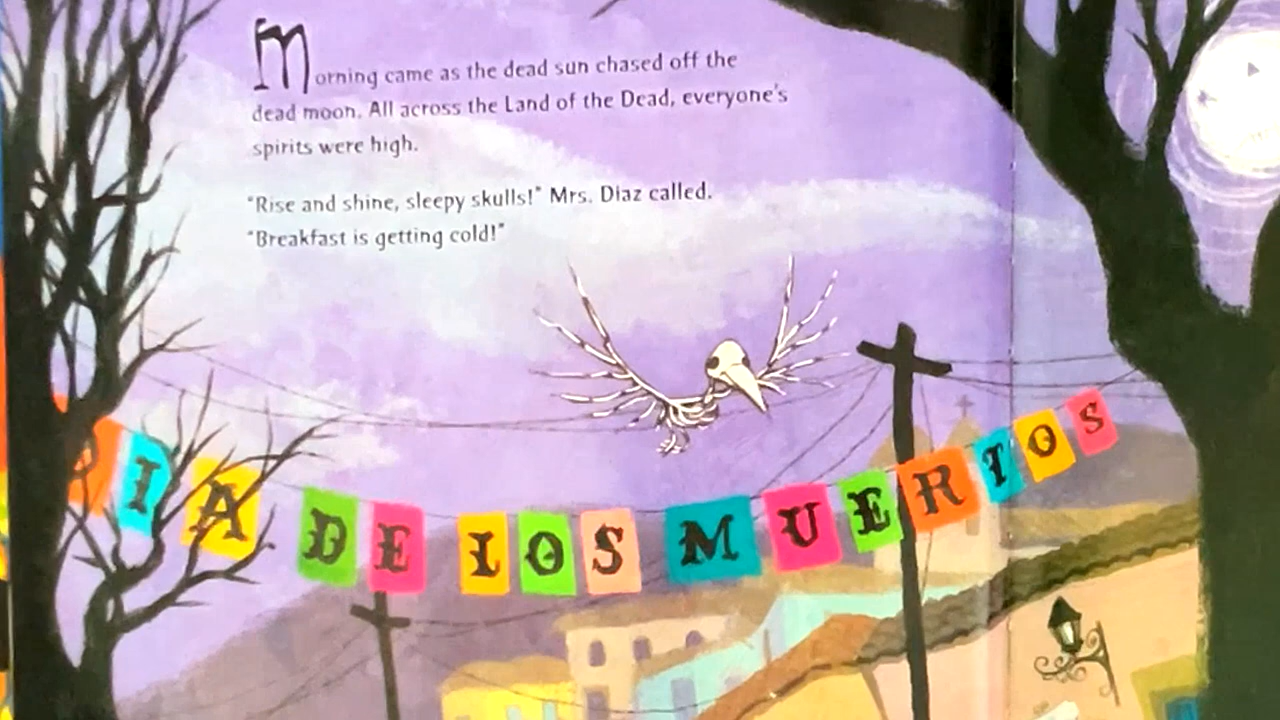 Morning came as the dead sun chased off the
dead moon. All across the Land of the Dead, everyone's
spirits were high.
"Rise and shine, sleepy skulls!" Mrs. Diaz called.
"Breakfast is getting cold!"
DIA DE LOS MUERTOS